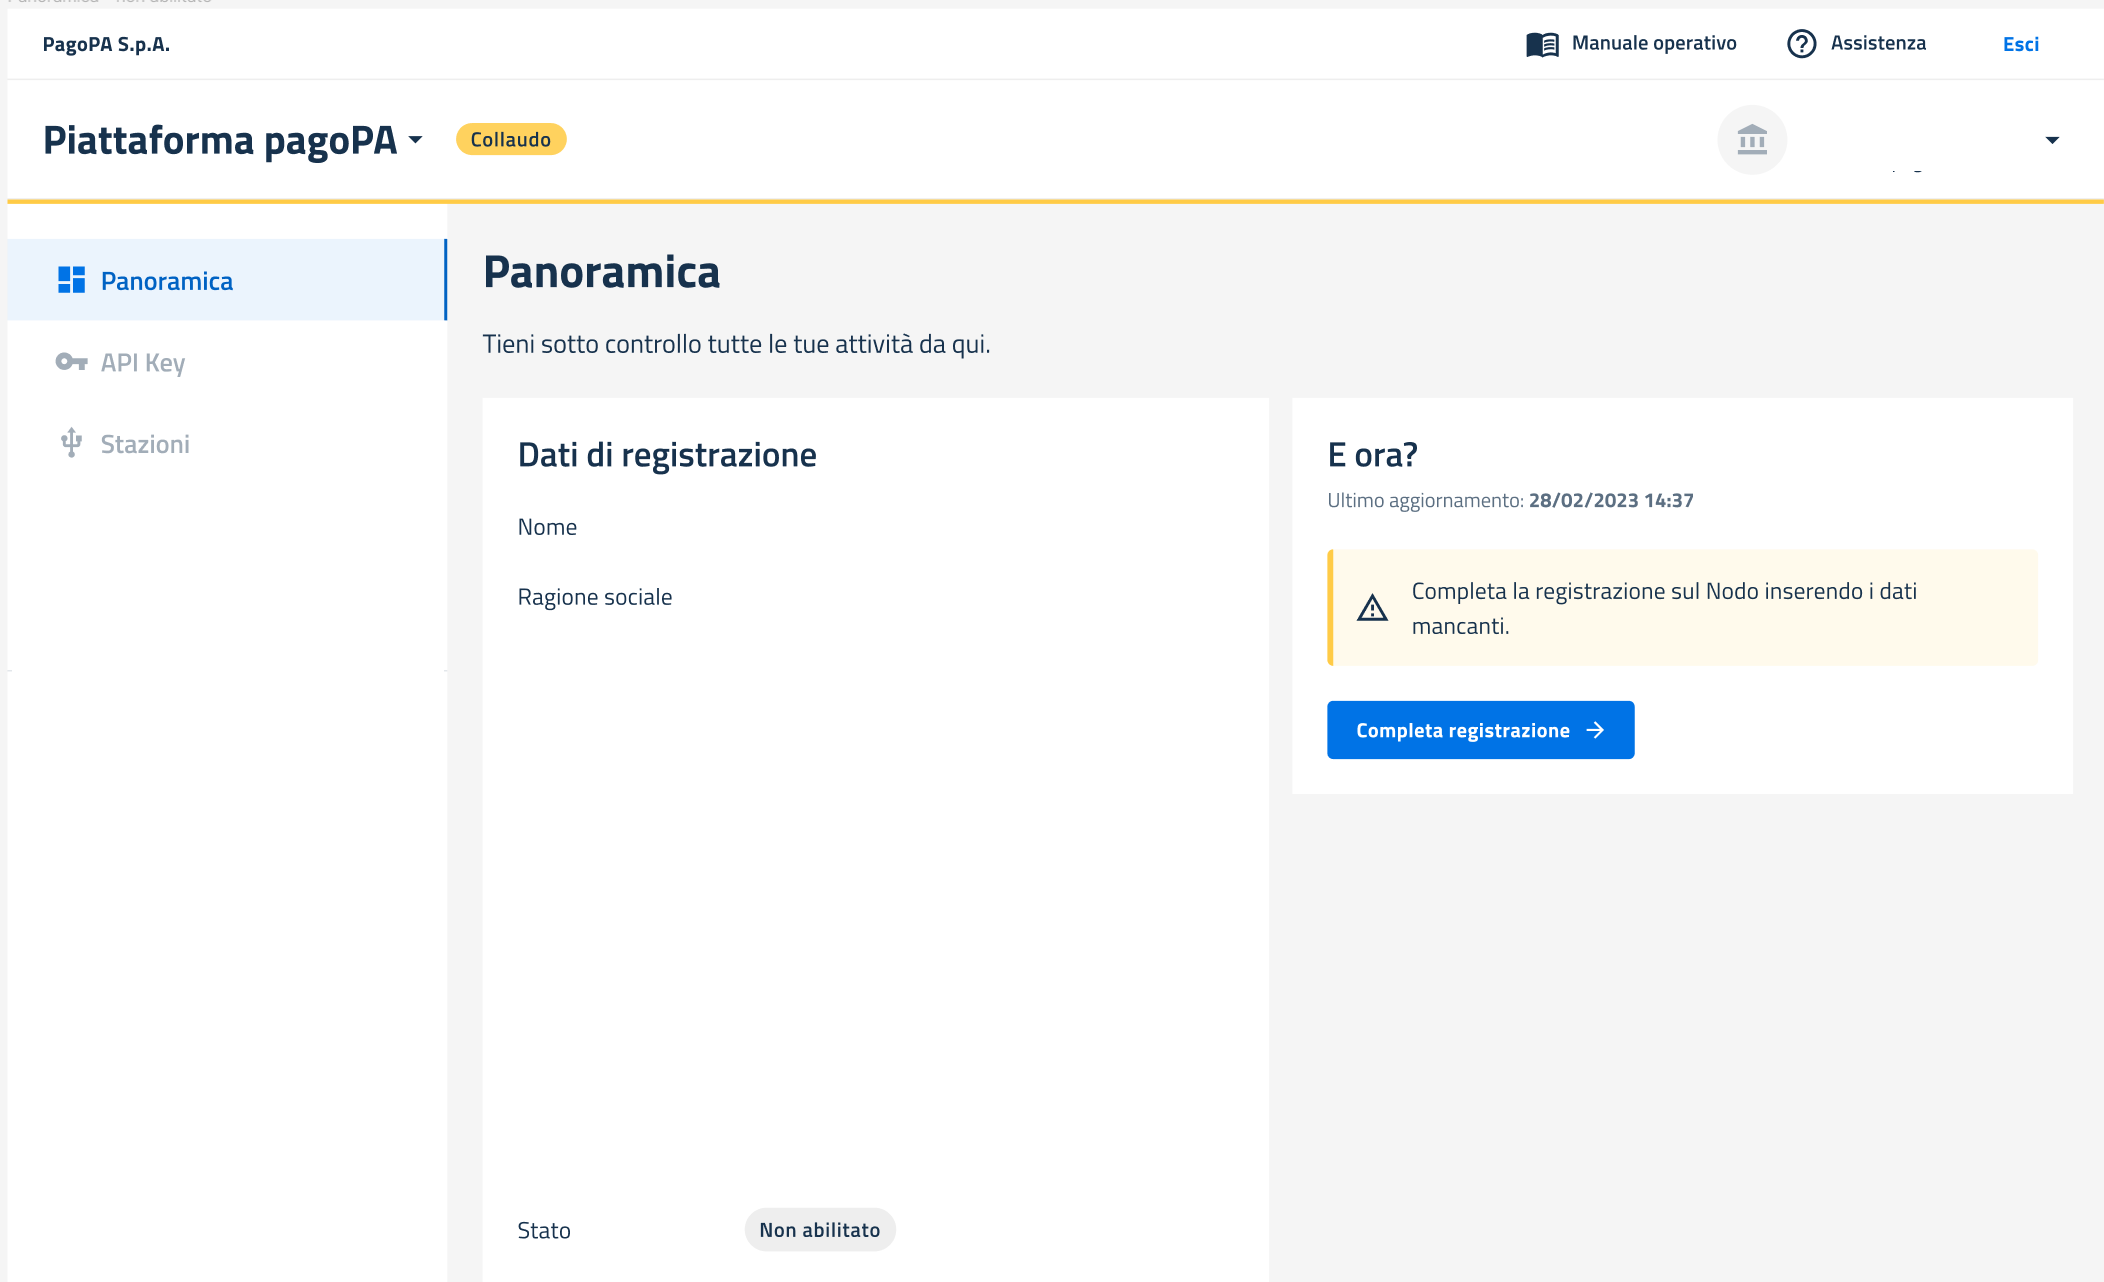 PagoPA S.p.A.
Manuale operativo
Assistenza
Esci
Piattaforma pagoPA
Collaudo
Panoramica
API Key
Stazioni
Panoramica
Tieni sotto controllo tutte le tue attività da qui.
Dati di registrazione
Nome
Ragione sociale
Stato
Non abilitato
E ora?
Ultimo aggiornamento: 28/02/2023 14:37
Completa la registrazione sul Nodo inserendo i dati
mancanti.
Completa registrazione